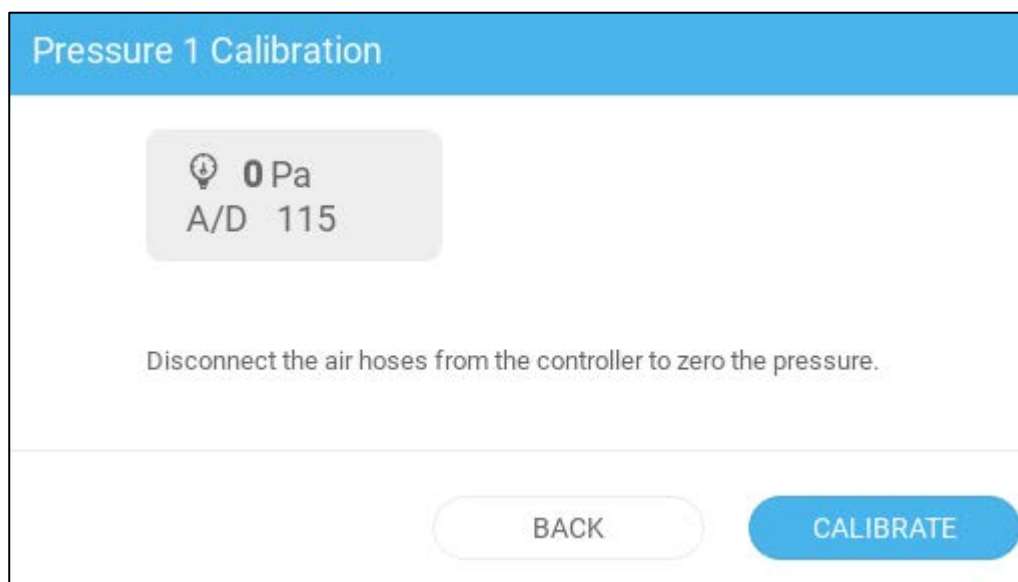 Pressure 1 Calibration
0 Pa
A/D 115
Disconnect the air hoses from the controller to zero the pressure.
BACK
CALIBRATE